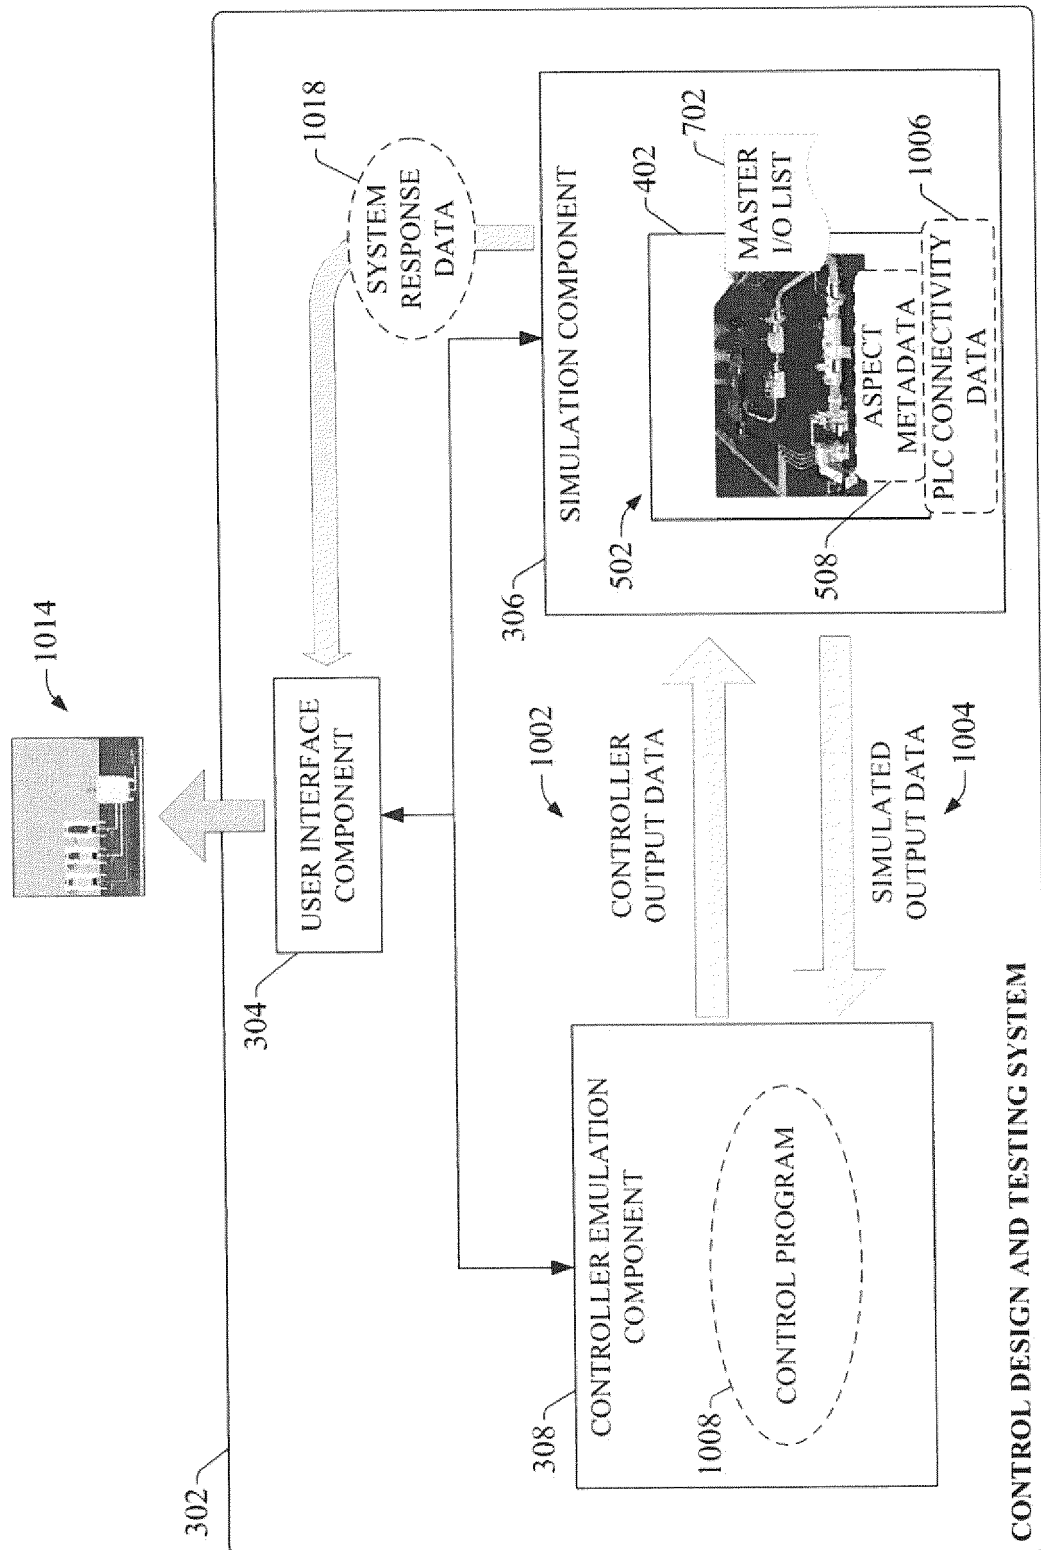 302
1014
304
USER INTERFACE
COMPONENT
1018
SYSTEM
RESPONSE
DATA
308
CONTROLLER EMULATION
COMPONENT
1008
CONTROL PROGRAM
1002
CONTROLLER
OUTPUT DATA
SIMULATED
OUTPUT DATA
1004
306
SIMULATION COMPONENT
502
402
702
MASTER
I/O LIST
508
ASPECT
METADATA
1006
PLC CONNECTIVITY
DATA
CONTROL DESIGN AND TESTING SYSTEM